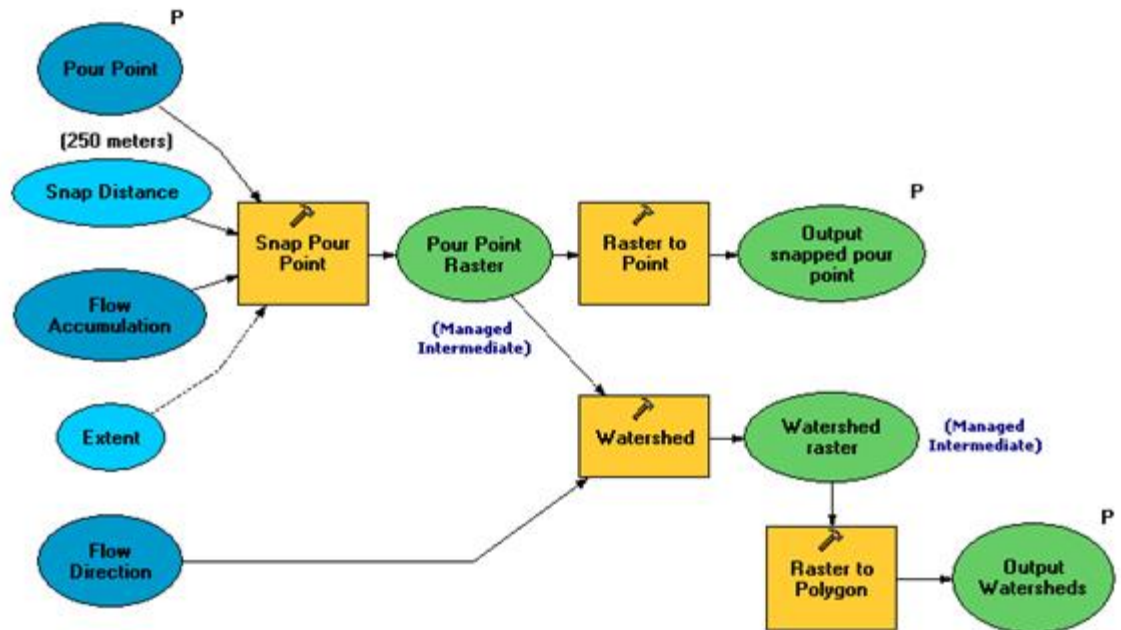 P
Pour Point
(250 meters)
Snap Distance
P
Snap Pour
Point
Pour Point
Raster
Raster to
Point
Output
snapped pour
point
Flow
Accumulation
(Managed
Intermediate)
Extent
Watershed
Watershed
raster
(Managed
Intermediate)
P
Flow
Direction
Raster to
Polygon
Output
Watersheds